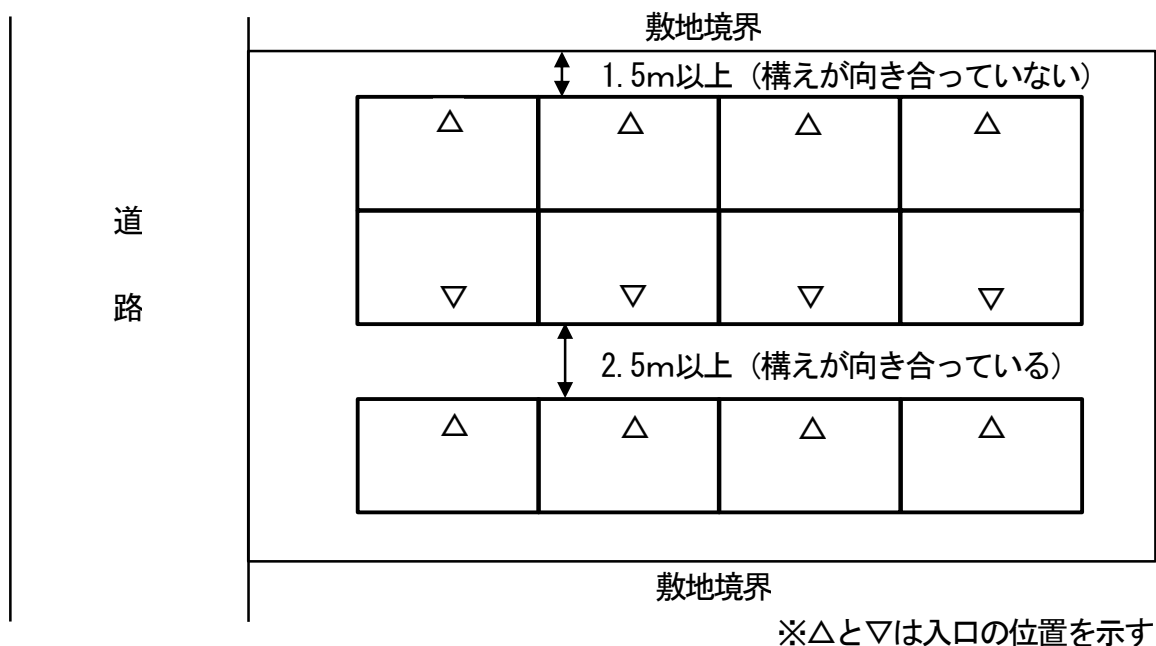 敷地境界
1.5m以上（構えが向き合っていない）
△ △ △ △
道
路
▽ ▽ ▽ ▽
2.5m以上（構えが向き合っている）
△ △ △ △
敷地境界
※△と▽は入口の位置を示す